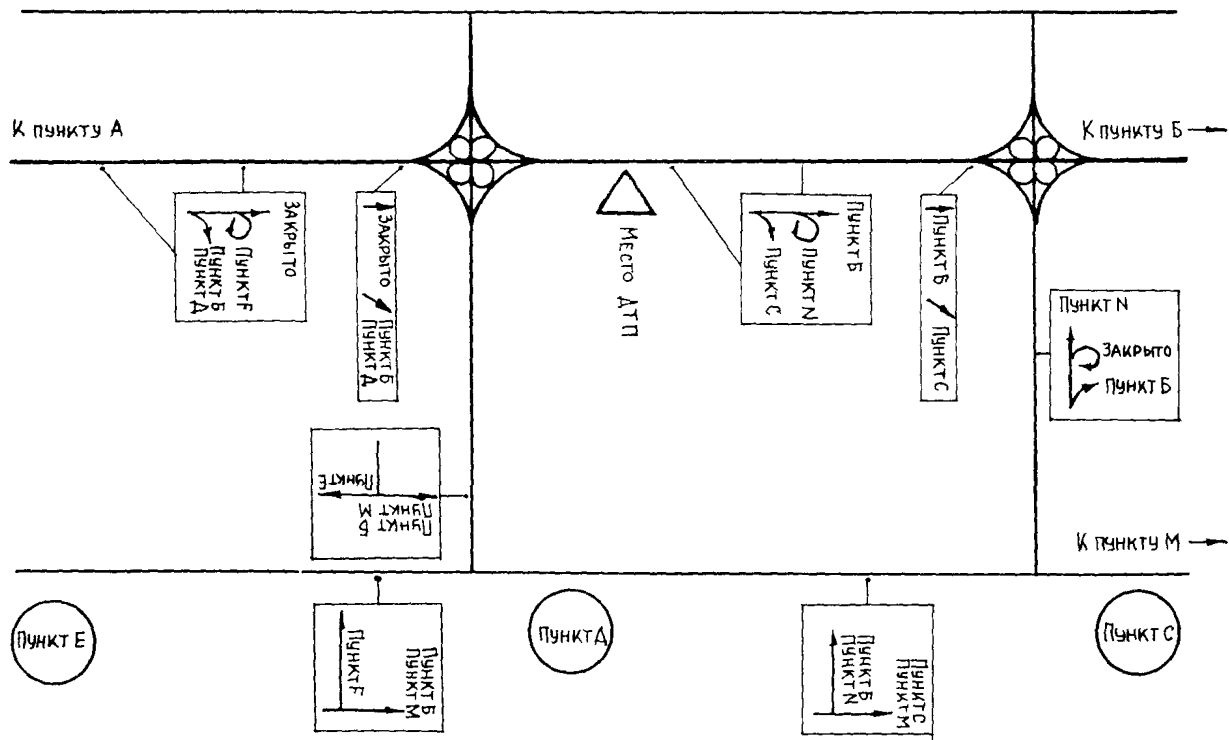 К пункту А
К пункту Б
ЗАКРЫТО
Пункт F
Пункт Б
Пункт Д
ЗАКРЫТО
Пункт Б
Пункт Д
Место ДТП
Пункт Б
Пункт N
Пункт С
Пункт Б
Пункт С
Пункт N
ЗАКРЫТО
Пункт Б
Пункт Е
Пункт Б
Пункт М
К пункту М
Пункт Е
Пункт Д
Пункт С
Пункт Б
Пункт М
Пункт F
Пункт С
Пункт М
Пункт Б
Пункт N